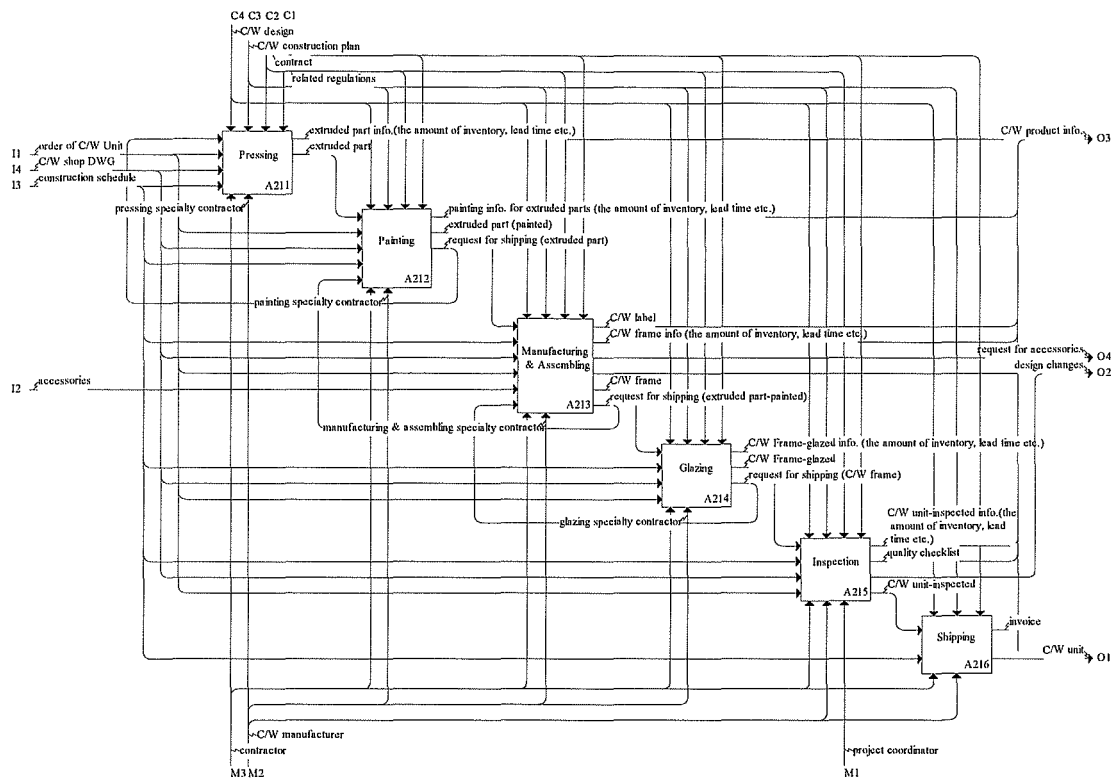 C4 C3 C2 C1
C/W design
C/W construction plan
contract
related regulations
extruded part info.(the amount of inventory, lead time etc.)
C/W product info.
O3
I1
order of C/W Unit
Pressing
extruded part
I4
C/W shop DWG
I3
construction schedule
A211
pressing specialty contractor
painting info. for extruded parts (the amount of inventory, lead time etc.)
extruded part (painted)
Painting
request for shipping (extruded part)
A212
painting specialty contractor
C/W label
C/W frame info (the amount of inventory, lead time etc.)
Manufacturing
& Assembling
request for accessories
O4
design changes
O2
I2
accessories
C/W frame
request for shipping (extruded part-painted)
A213
manufacturing & assembling specialty contractor
C/W Frame-glazed info. (the amount of inventory, lead time etc.)
C/W Frame-glazed
Glazing
request for shipping (C/W frame)
A214
glazing specialty contractor
C/W unit-inspected info.(the
amount of inventory, lead
time etc.)
quality checklist
Inspection
A215
C/W unit-inspected
invoice
Shipping
C/W unit
O1
A216
C/W manufacturer
contractor
project coordinator
M3 M2
M1